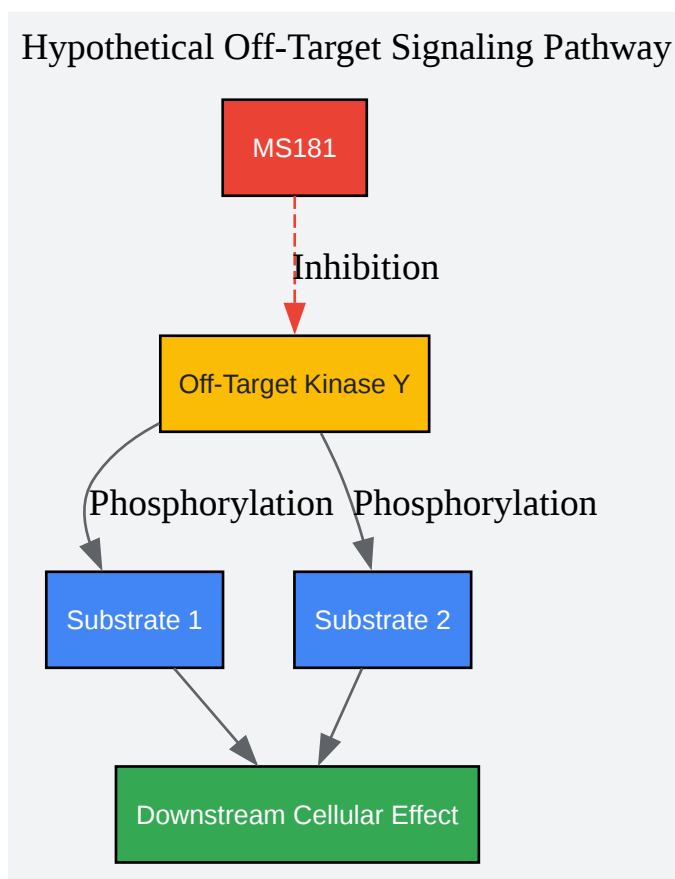 Hypothetical Off-Target Signaling Pathway
MS181
Inhibition
Off-Target Kinase Y
Phosphorylation
Phosphorylation
Substrate 1
Substrate 2
Downstream Cellular Effect